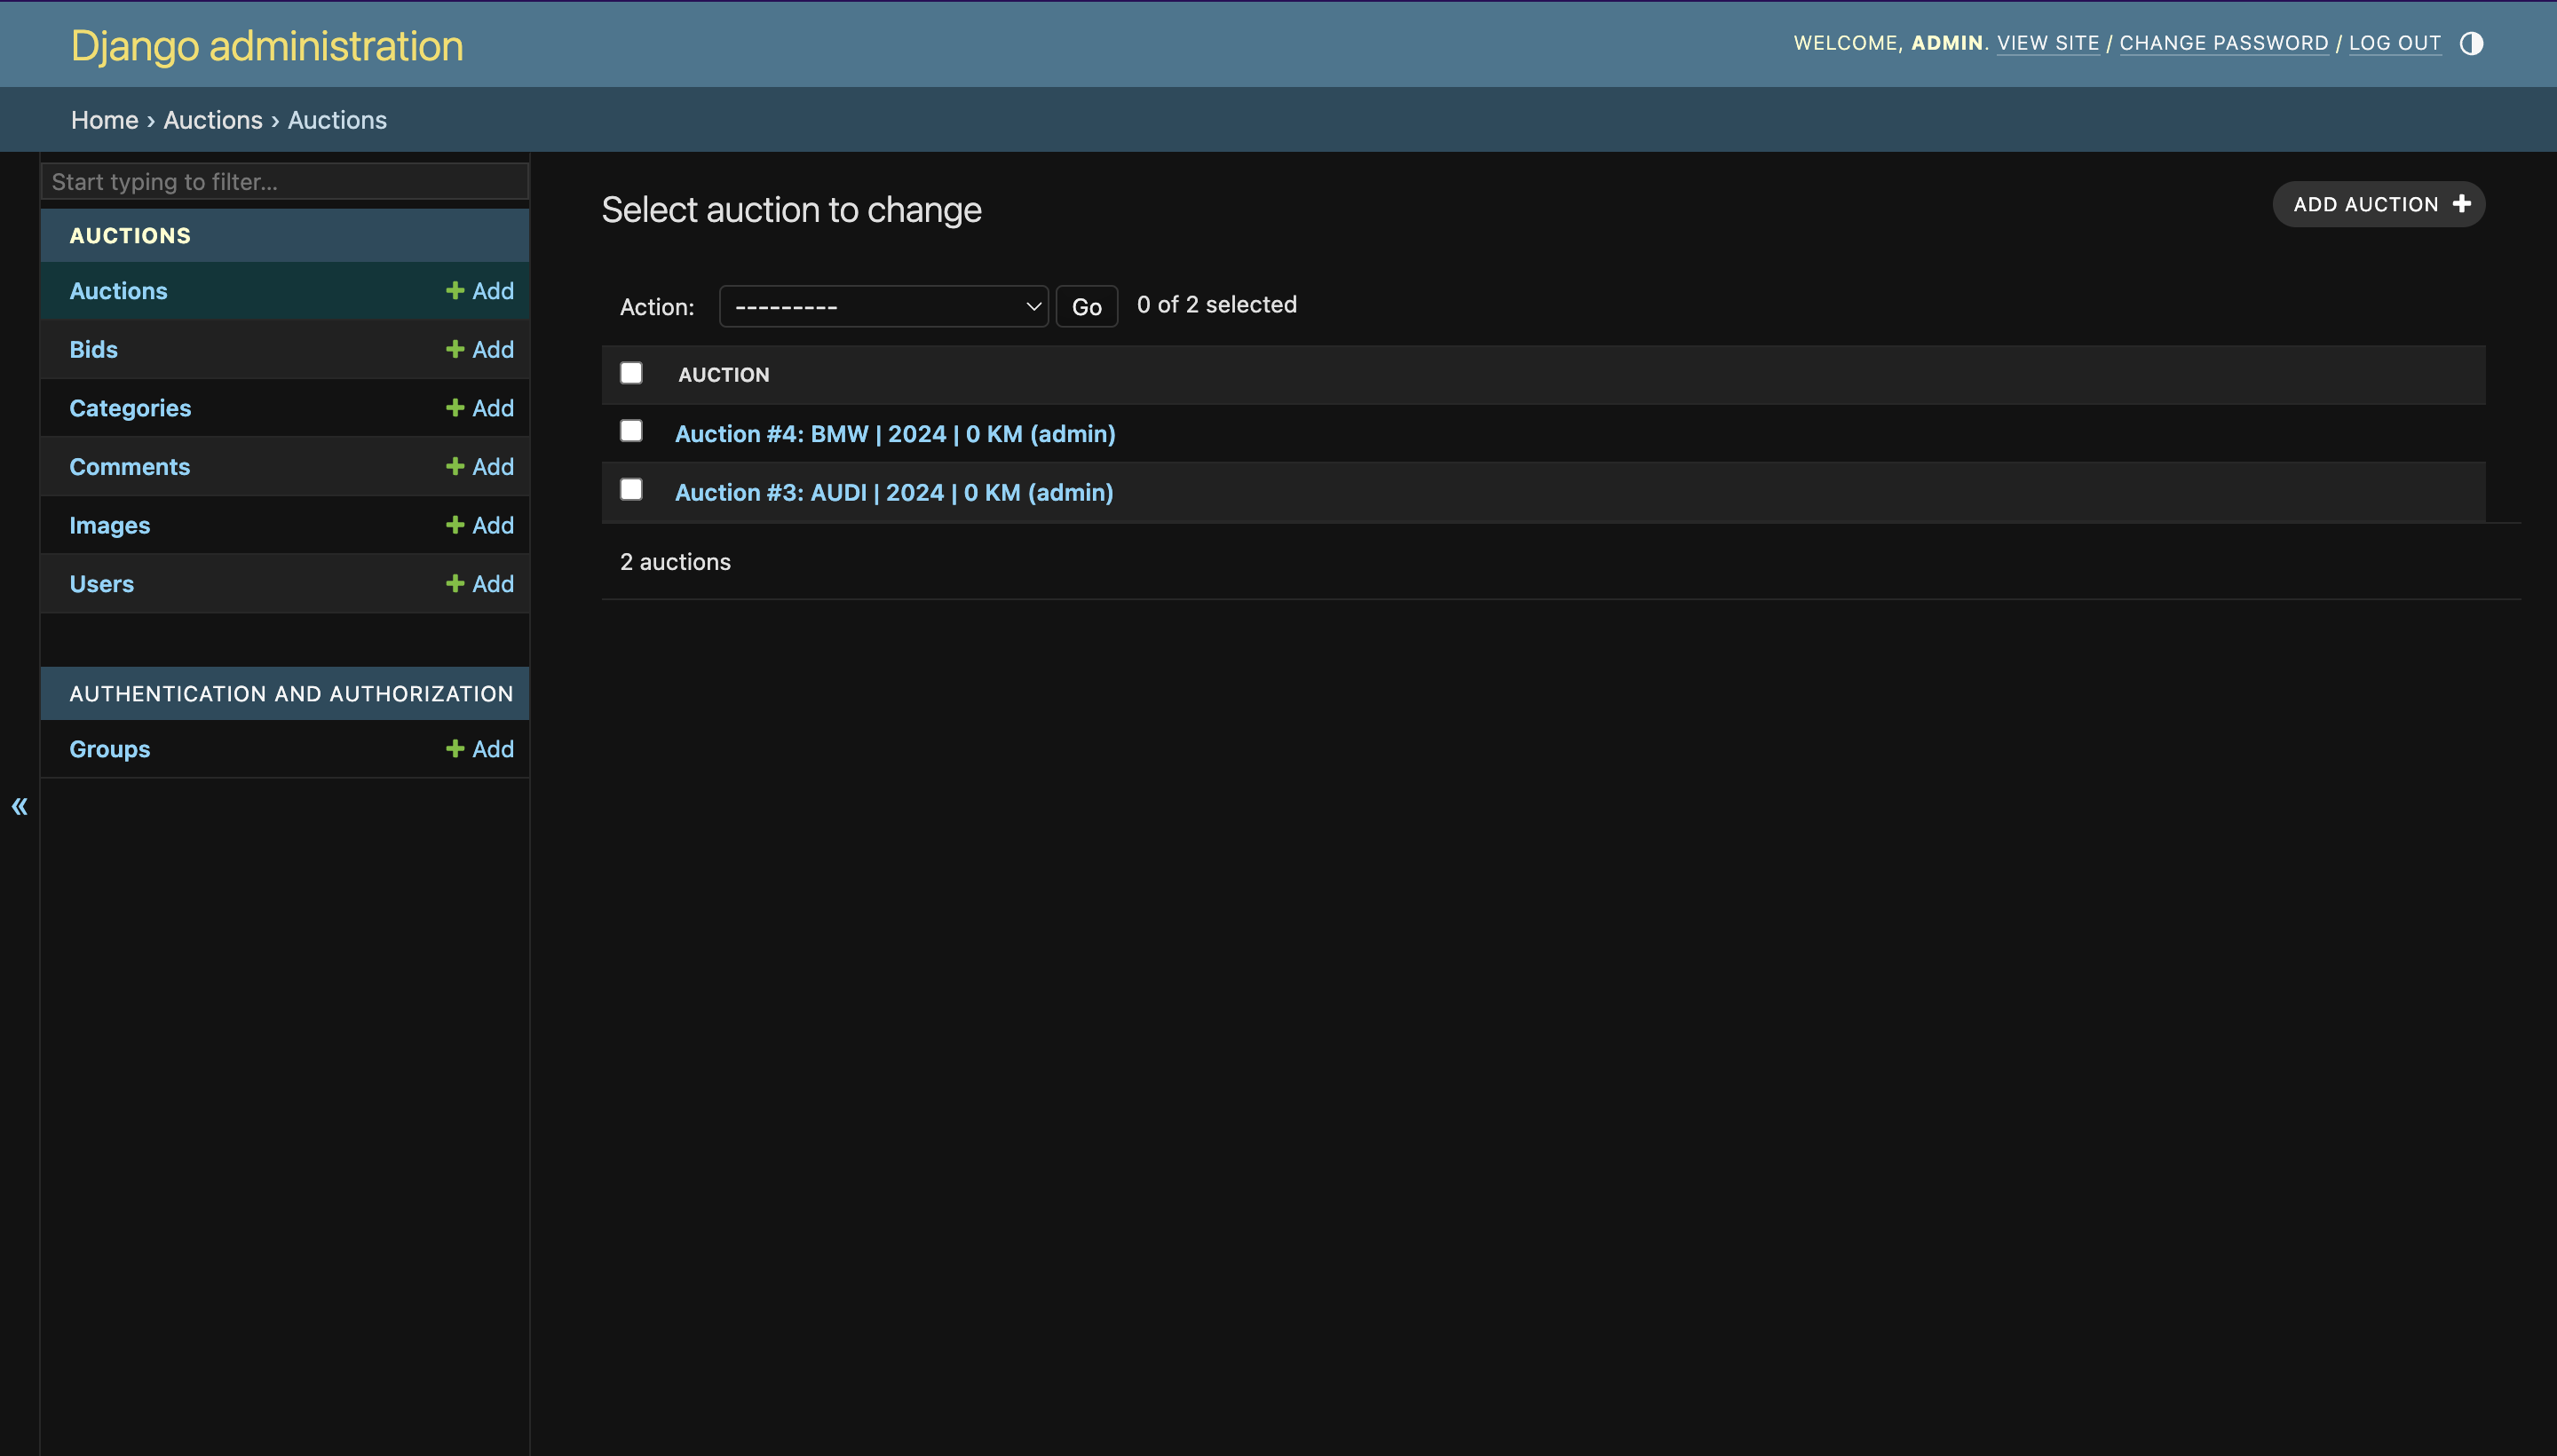 Django administration
WELCOME, ADMIN. VIEW SITE / CHANGE PASSWORD / LOG OUT
Home › Auctions › Auctions
Start typing to filter...
AUCTIONS
Auctions + Add
Bids + Add
Categories + Add
Comments + Add
Images + Add
Users + Add
AUTHENTICATION AND AUTHORIZATION
Groups + Add
«
Select auction to change
ADD AUCTION +
Action: --------- Go 0 of 2 selected
AUCTION
Auction #4: BMW | 2024 | 0 KM (admin)
Auction #3: AUDI | 2024 | 0 KM (admin)
2 auctions